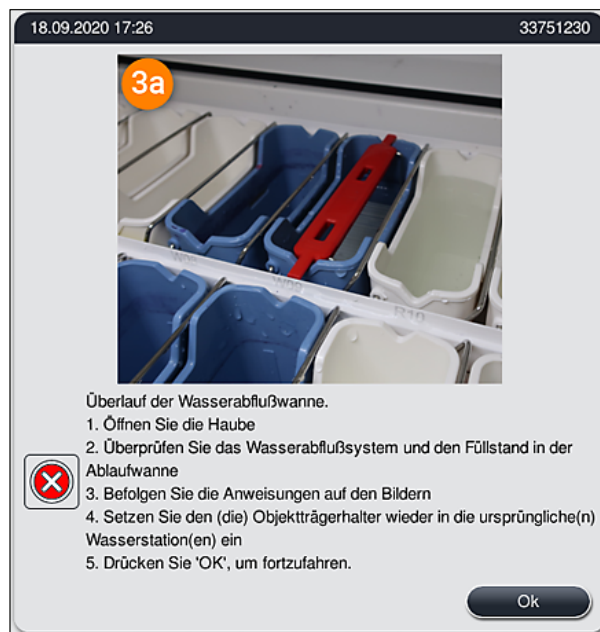 18.09.2020 17:26 33751230
3a
R10
Überlauf der Wasserabflußwanne.
1. Öffnen Sie die Haube
2. Überprüfen Sie das Wasserabflußsystem und den Füllstand in der
Ablaufwanne
3. Befolgen Sie die Anweisungen auf den Bildern
4. Setzen Sie den (die) Objektträgerhalter wieder in die ursprüngliche(n)
Wasserstation(en) ein
5. Drücken Sie 'OK', um fortzufahren.
Ok